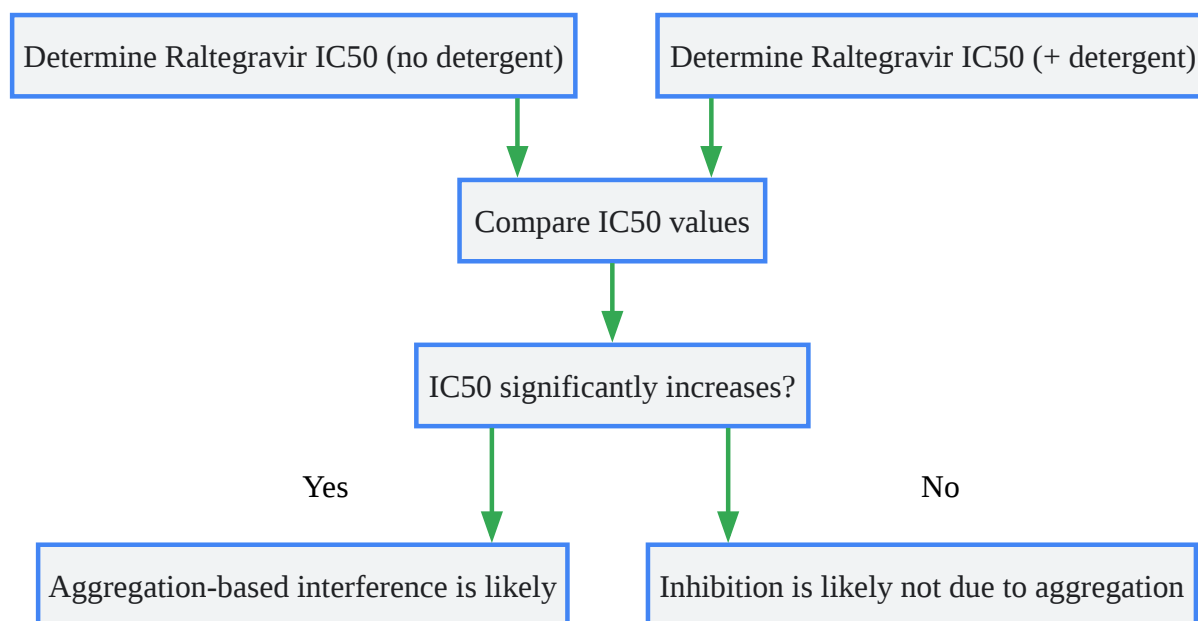 Determine Raltegravir IC50 (no detergent)
Determine Raltegravir IC50 (+ detergent)
Compare IC50 values
IC50 significantly increases?
Yes
No
Aggregation-based interference is likely
Inhibition is likely not due to aggregation